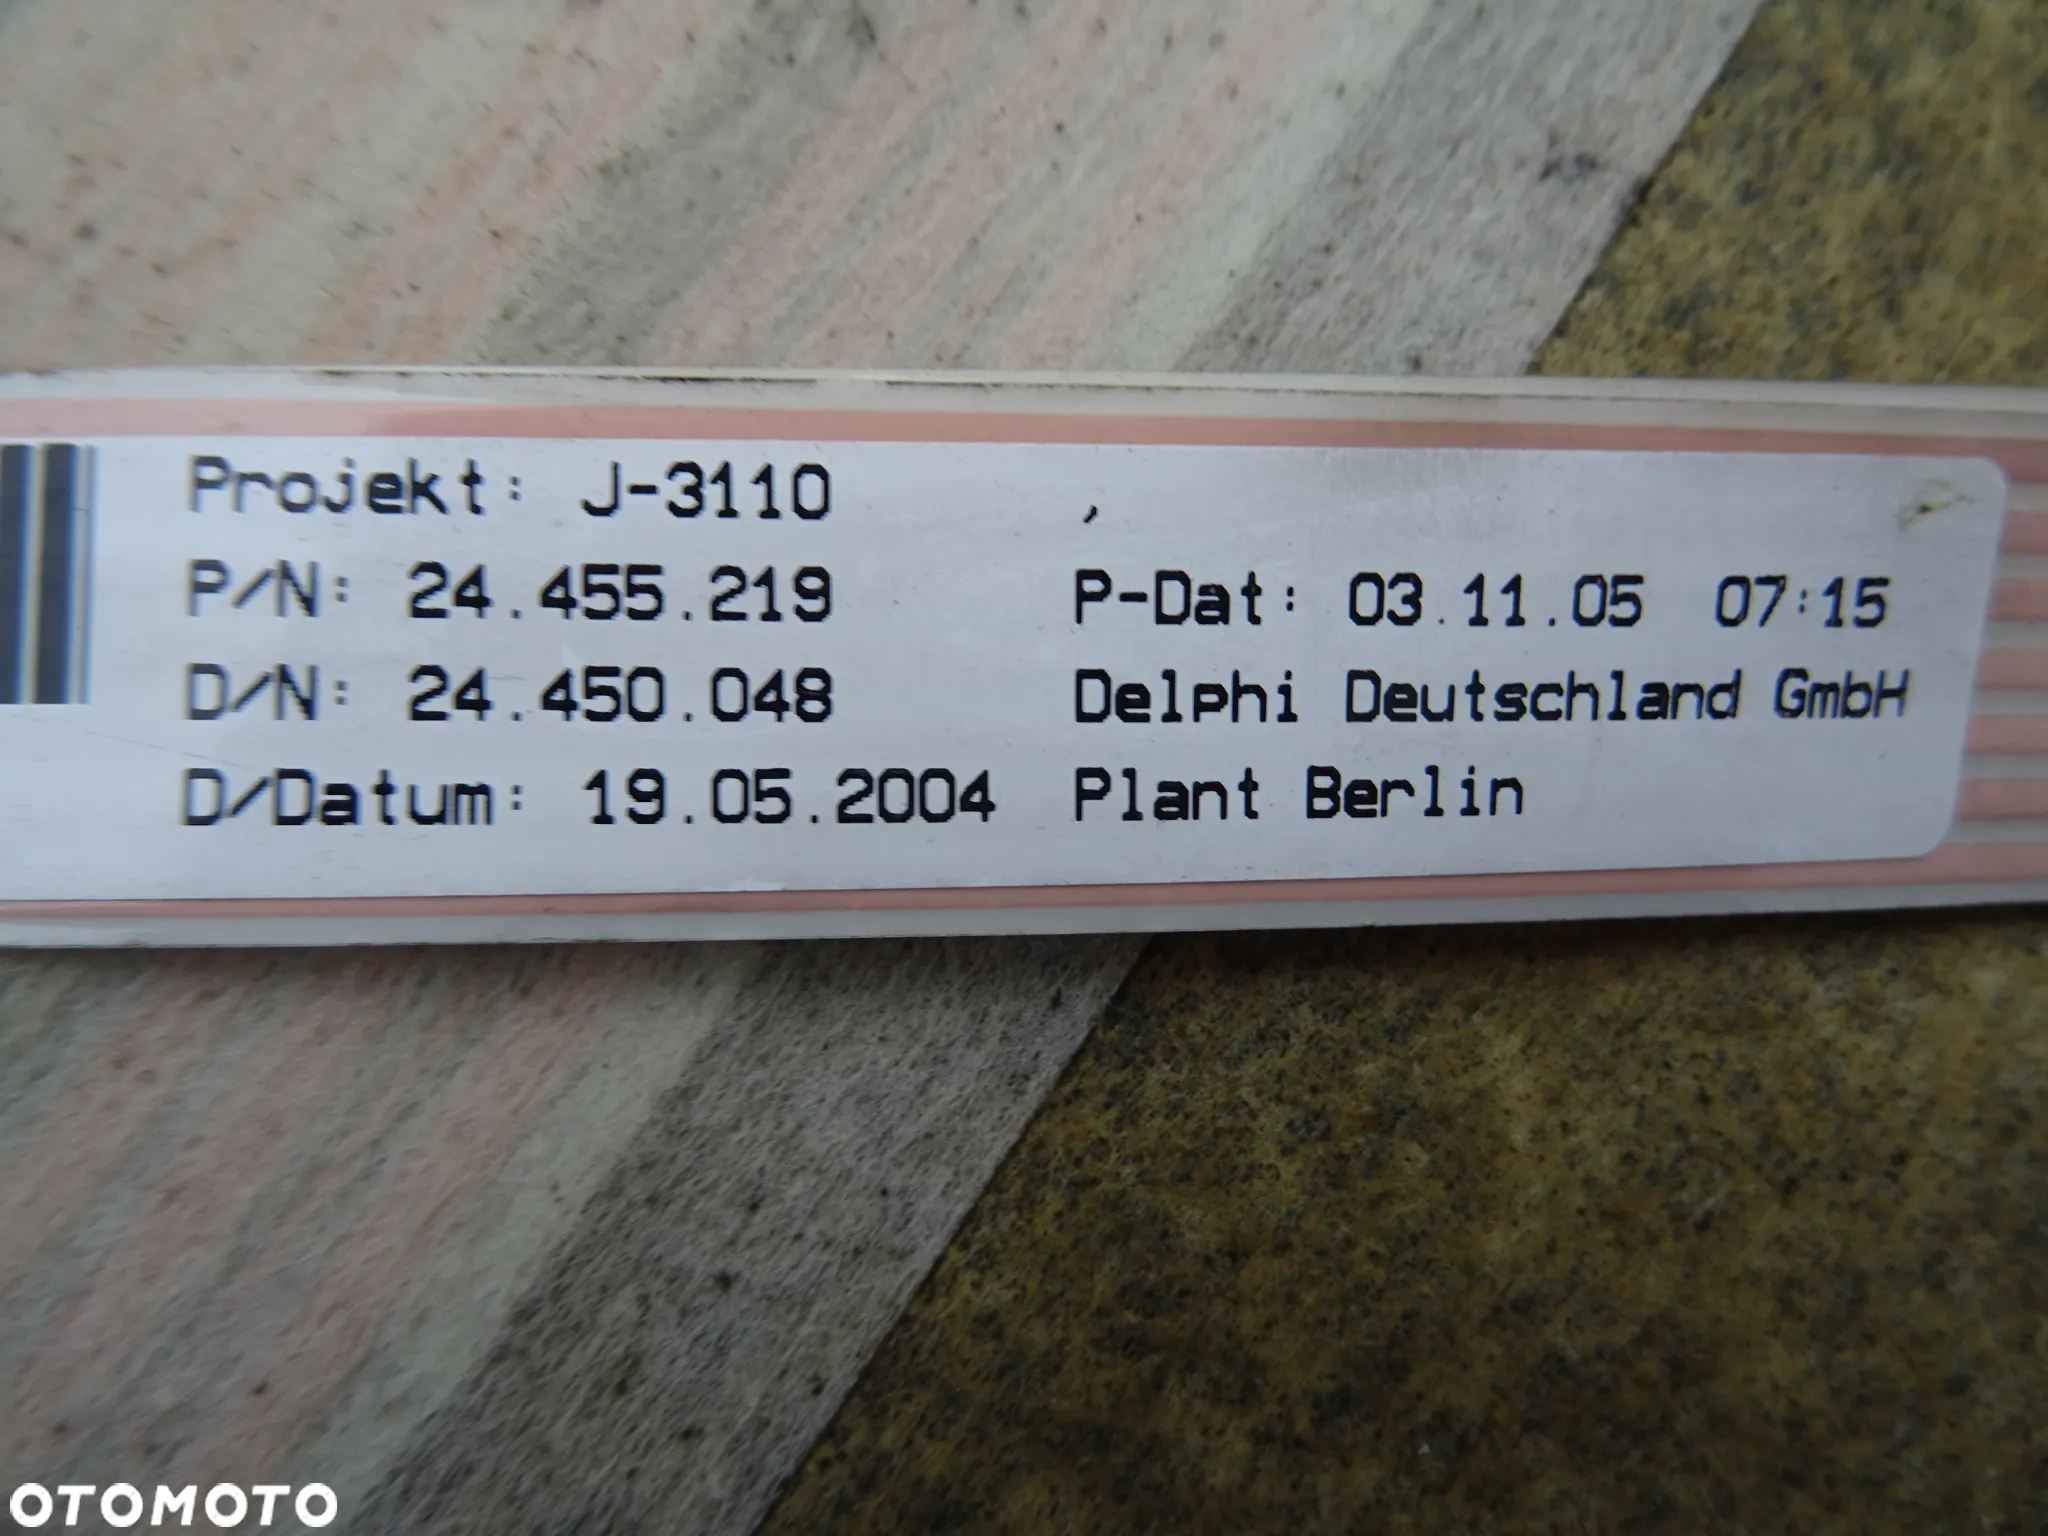 Projekt: J-3110
P/N: 24.455.219 P-Dat: 03.11.05 07:15
D/N: 24.450.048 Delphi Deutschland GmbH
D/Datum: 19.05.2004 Plant Berlin
OTOMOTO